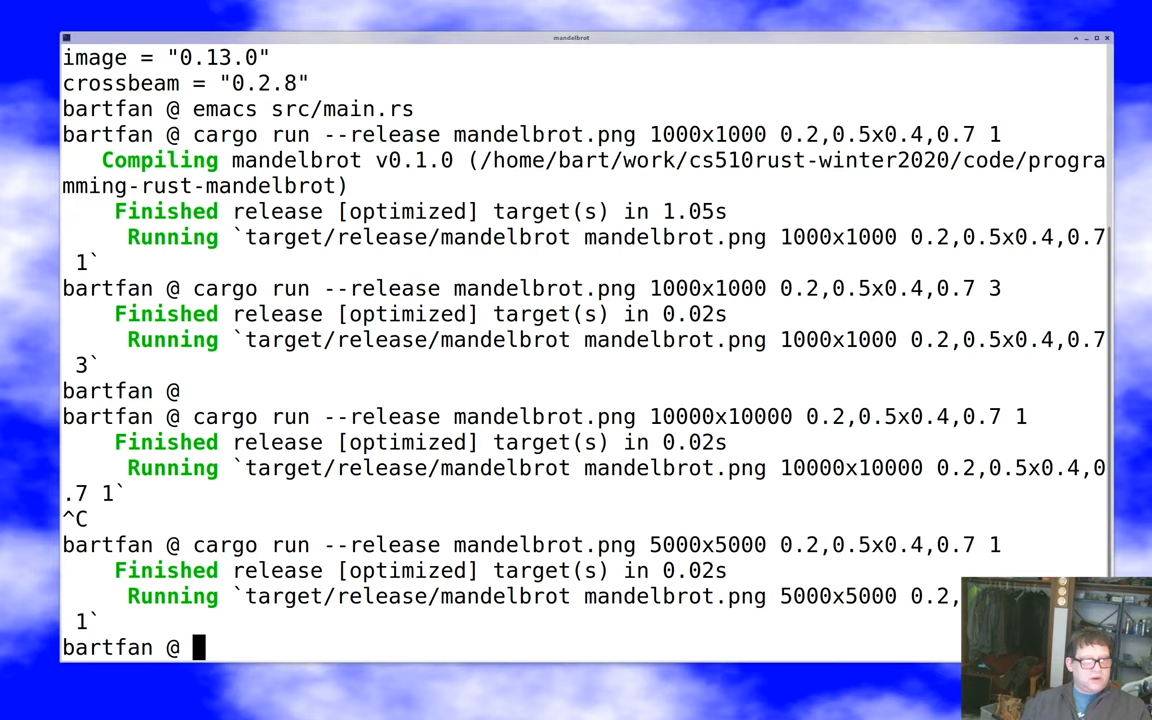 mandelbrot
image = "0.13.0"
crossbeam = "0.2.8"
bartfan @ emacs src/main.rs
bartfan @ cargo run --release mandelbrot.png 1000x1000 0.2,0.5x0.4,0.7 1
   Compiling mandelbrot v0.1.0 (/home/bart/work/cs510rust-winter2020/code/progra
mming-rust-mandelbrot)
    Finished release [optimized] target(s) in 1.05s
     Running `target/release/mandelbrot mandelbrot.png 1000x1000 0.2,0.5x0.4,0.7
 1`
bartfan @ cargo run --release mandelbrot.png 1000x1000 0.2,0.5x0.4,0.7 3
    Finished release [optimized] target(s) in 0.02s
     Running `target/release/mandelbrot mandelbrot.png 1000x1000 0.2,0.5x0.4,0.7
 3`
bartfan @
bartfan @ cargo run --release mandelbrot.png 10000x10000 0.2,0.5x0.4,0.7 1
    Finished release [optimized] target(s) in 0.02s
     Running `target/release/mandelbrot mandelbrot.png 10000x10000 0.2,0.5x0.4,0
.7 1`
^C
bartfan @ cargo run --release mandelbrot.png 5000x5000 0.2,0.5x0.4,0.7 1
    Finished release [optimized] target(s) in 0.02s
     Running `target/release/mandelbrot mandelbrot.png 5000x5000 0.2,
 1`
bartfan @